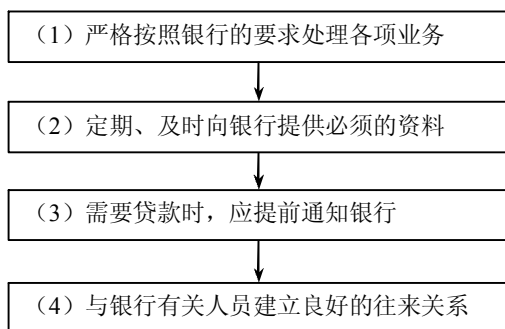 （1）严格按照银行的要求处理各项业务
（2）定期、及时向银行提供必须的资料
（3）需要贷款时，应提前通知银行
（4）与银行有关人员建立良好的往来关系